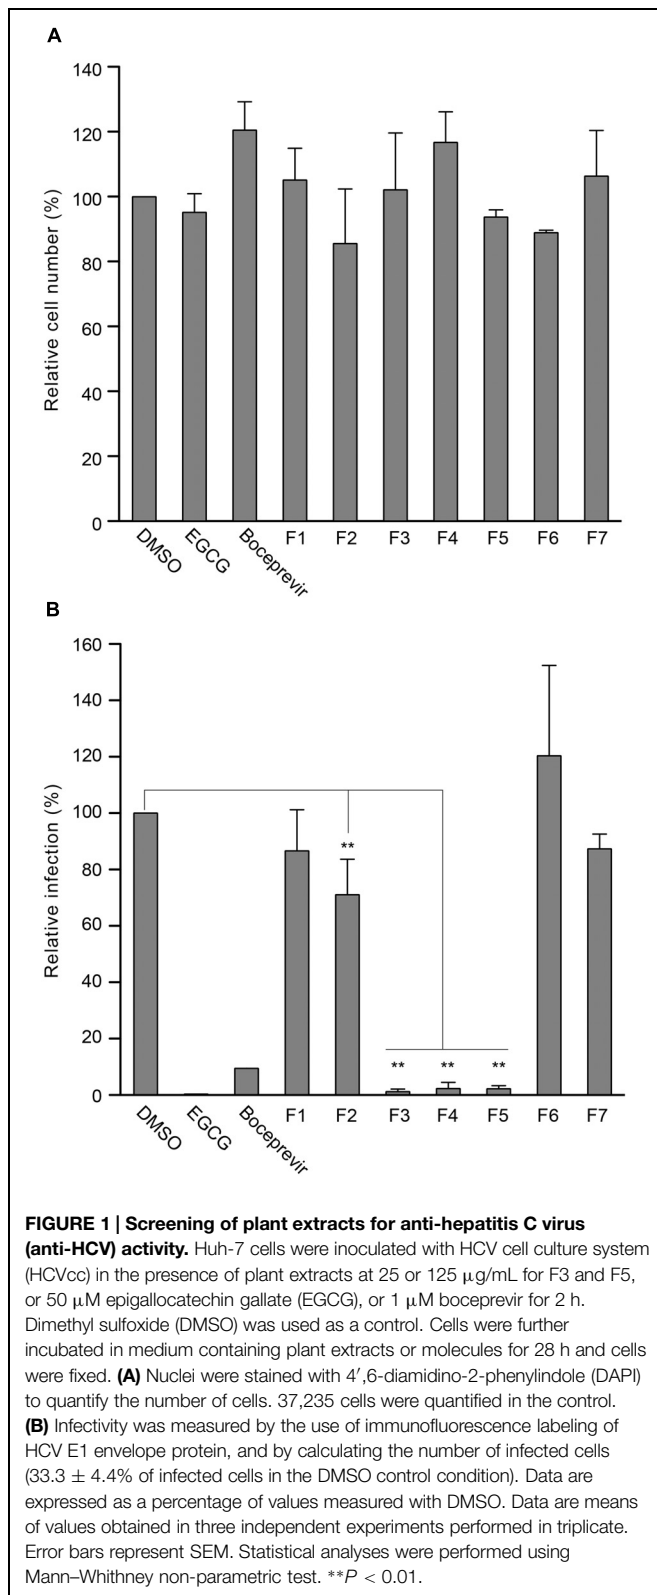 A
140
120
100
80
60
40
20
0
Relative cell number (%)
DMSO
EGCG
Boceprevir
F1
F2
F3
F4
F5
F6
F7
B
160
140
120
100
80
60
40
20
0
Relative infection (%)
**
**
**
**
DMSO
EGCG
Boceprevir
F1
F2
F3
F4
F5
F6
F7
FIGURE 1 | Screening of plant extracts for anti-hepatitis C virus
(anti-HCV) activity. Huh-7 cells were inoculated with HCV cell culture system
(HCVcc) in the presence of plant extracts at 25 or 125 μg/mL for F3 and F5,
or 50 μM epigallocatechin gallate (EGCG), or 1 μM boceprevir for 2 h.
Dimethyl sulfoxide (DMSO) was used as a control. Cells were further
incubated in medium containing plant extracts or molecules for 28 h and cells
were fixed. (A) Nuclei were stained with 4′,6-diamidino-2-phenylindole (DAPI)
to quantify the number of cells. 37,235 cells were quantified in the control.
(B) Infectivity was measured by the use of immunofluorescence labeling of
HCV E1 envelope protein, and by calculating the number of infected cells
(33.3 ± 4.4% of infected cells in the DMSO control condition). Data are
expressed as a percentage of values measured with DMSO. Data are means
of values obtained in three independent experiments performed in triplicate.
Error bars represent SEM. Statistical analyses were performed using
Mann–Whithney non-parametric test. **P < 0.01.